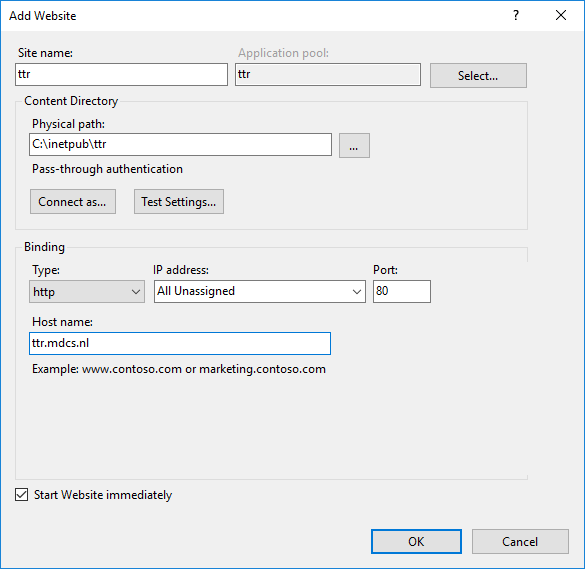 Add Website
?
Site name: Application pool:
ttr ttr Select...
Content Directory
Physical path:
C:\inetpub\ttr ...
Pass-through authentication
Connect as... Test Settings...
Binding
Type: IP address: Port:
http All Unassigned 80
Host name:
ttr.mdcs.nl
Example: www.contoso.com or marketing.contoso.com
Start Website immediately
OK Cancel